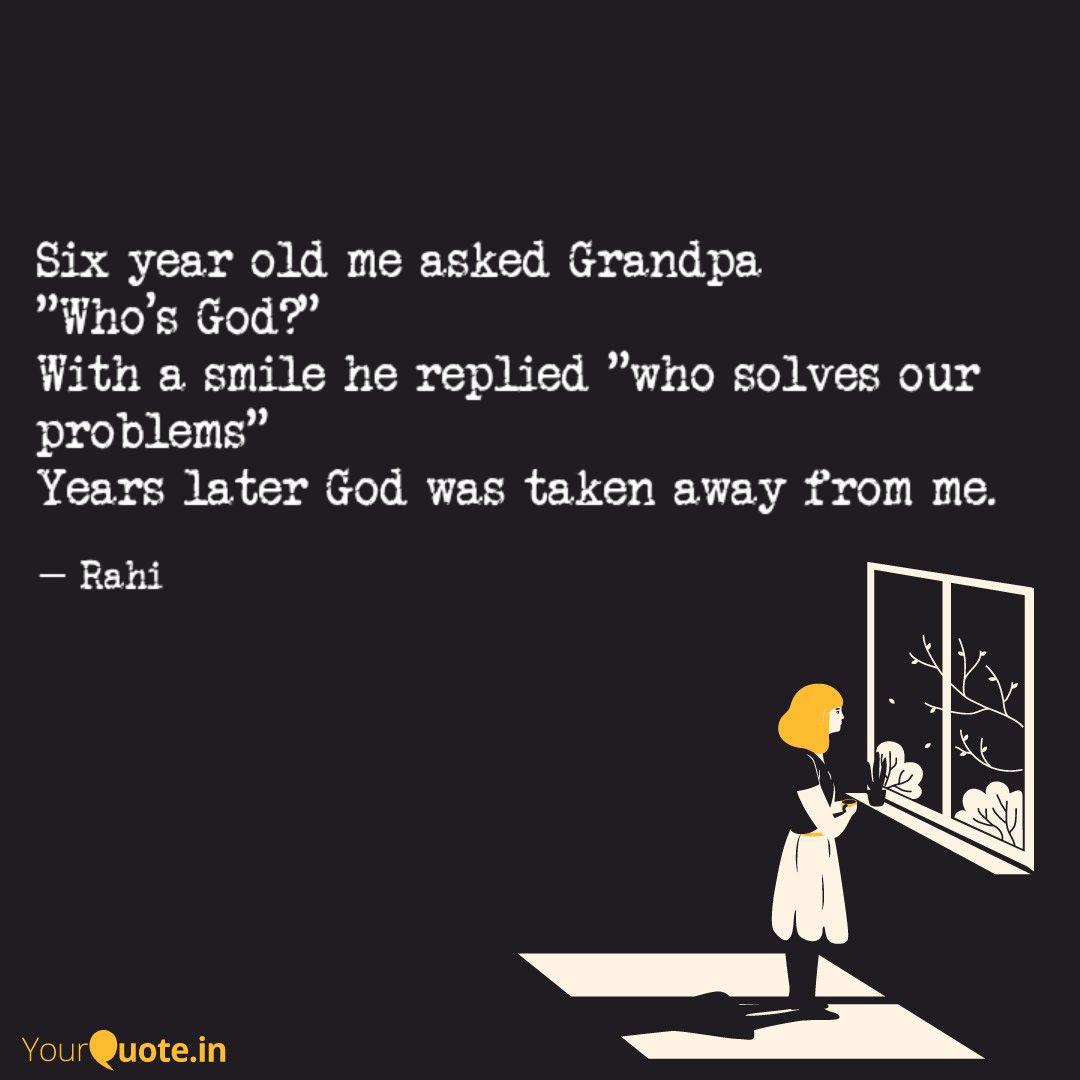 Six year old me asked Grandpa
"Who's God?"
With a smile he replied "who solves our
problems"
Years later God was taken away from me.
— Rahi
YourQuote.in